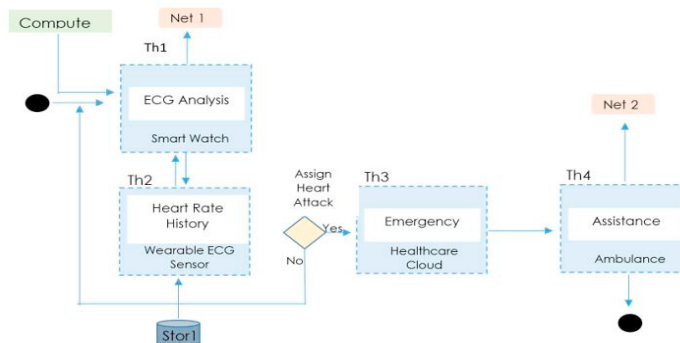 Net 1
Compute
Th1
ECG Analysis
Smart Watch
Th2
Heart Rate
History
Wearable ECG
Sensor
Stor1
Assign
Heart
Attack
Yes
No
Th3
Emergency
Healthcare
Cloud
Net 2
Th4
Assistance
Ambulance